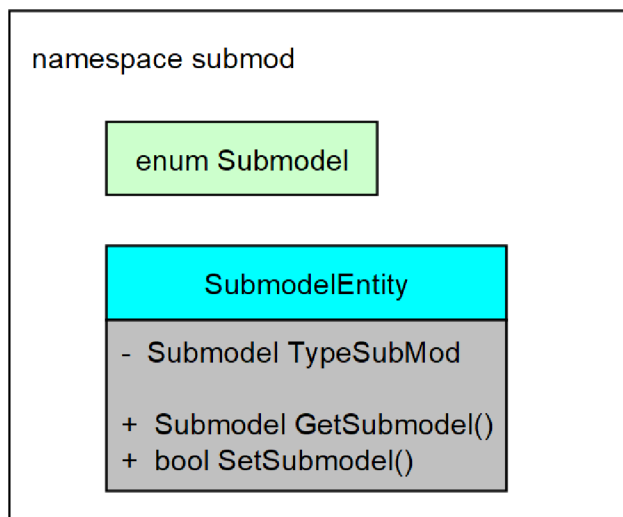 namespace submod
enum Submodel
SubmodelEntity
- Submodel TypeSubMod
+ Submodel GetSubmodel()
+ bool SetSubmodel()